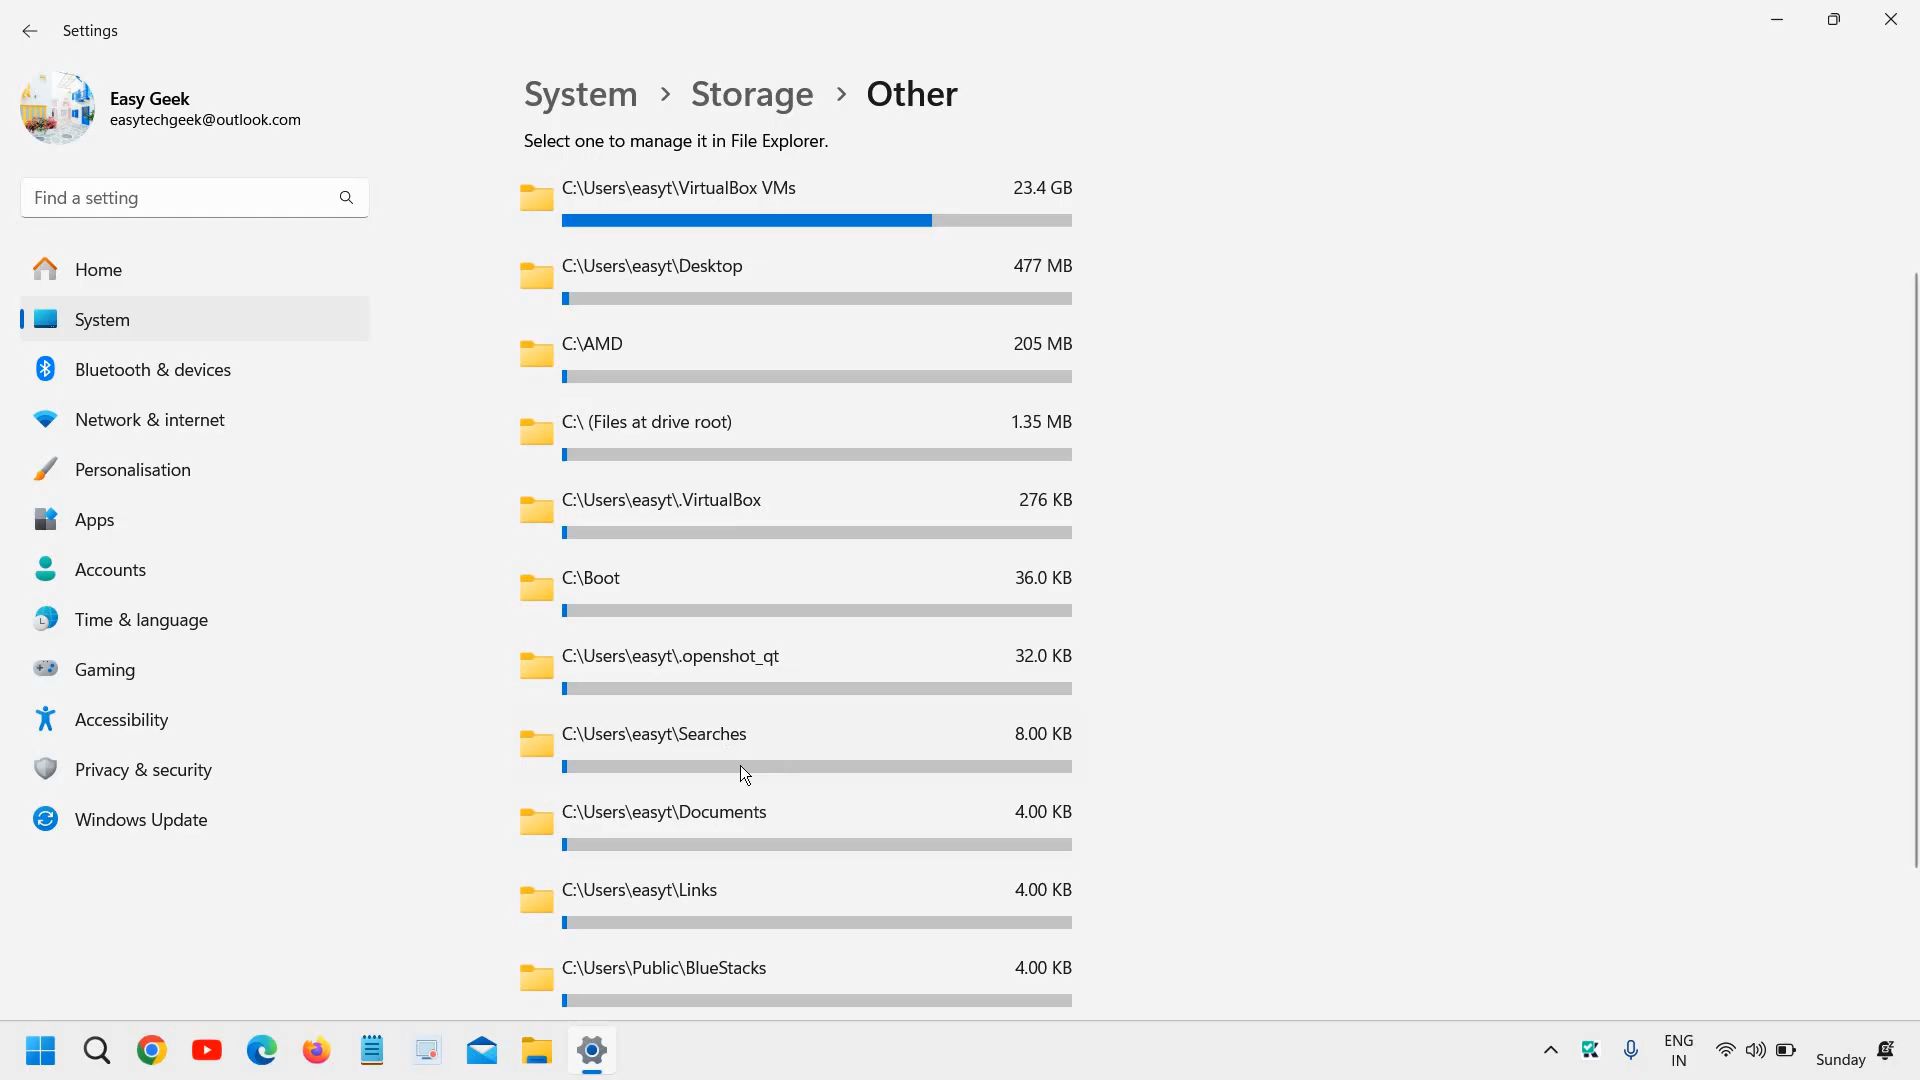 Settings
Easy Geek
easytechgeek@outlook.com
Find a setting
Home
System
Bluetooth & devices
Network & internet
Personalisation
Apps
Accounts
Time & language
Gaming
Accessibility
Privacy & security
Windows Update
System > Storage > Other
Select one to manage it in File Explorer.
C:\Users\easyt\VirtualBox VMs 23.4 GB
C:\Users\easyt\Desktop 477 MB
C:\AMD 205 MB
C:\ (Files at drive root) 1.35 MB
C:\Users\easyt\.VirtualBox 276 KB
C:\Boot 36.0 KB
C:\Users\easyt\.openshot_qt 32.0 KB
C:\Users\easyt\Searches 8.00 KB
C:\Users\easyt\Documents 4.00 KB
C:\Users\easyt\Links 4.00 KB
C:\Users\Public\BlueStacks 4.00 KB
ENG
IN
Sunday